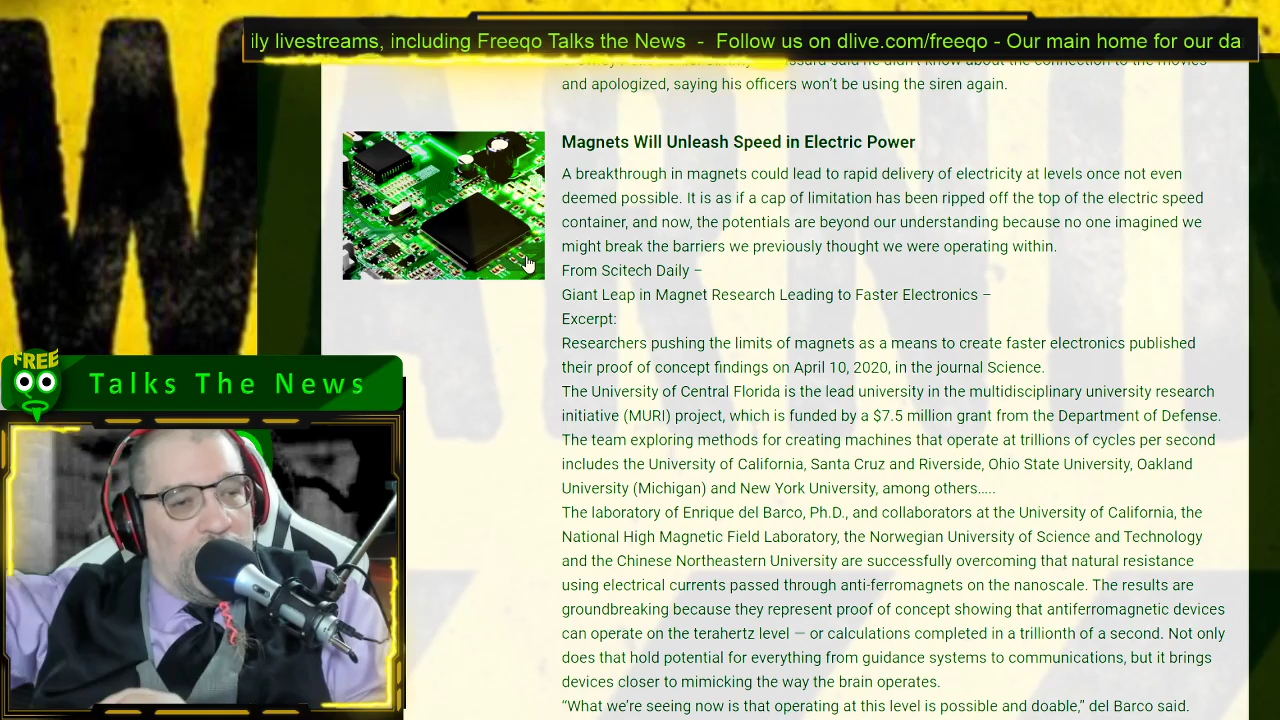 ily livestreams, including Freeqo Talks the News - Follow us on dlive.com/freeqo - Our main home for our da
said he didn't know about the connection to the movies
and apologized, saying his officers won't be using the siren again.
Magnets Will Unleash Speed in Electric Power
A breakthrough in magnets could lead to rapid delivery of electricity at levels once not even
deemed possible. It is as if a cap of limitation has been ripped off the top of the electric speed
container, and now, the potentials are beyond our understanding because no one imagined we
might break the barriers we previously thought we were operating within.
From Scitech Daily –
Giant Leap in Magnet Research Leading to Faster Electronics –
Excerpt:
Researchers pushing the limits of magnets as a means to create faster electronics published
their proof of concept findings on April 10, 2020, in the journal Science.
The University of Central Florida is the lead university in the multidisciplinary university research
initiative (MURI) project, which is funded by a $7.5 million grant from the Department of Defense.
The team exploring methods for creating machines that operate at trillions of cycles per second
includes the University of California, Santa Cruz and Riverside, Ohio State University, Oakland
University (Michigan) and New York University, among others…..
The laboratory of Enrique del Barco, Ph.D., and collaborators at the University of California, the
National High Magnetic Field Laboratory, the Norwegian University of Science and Technology
and the Chinese Northeastern University are successfully overcoming that natural resistance
using electrical currents passed through anti-ferromagnets on the nanoscale. The results are
groundbreaking because they represent proof of concept showing that antiferromagnetic devices
can operate on the terahertz level — or calculations completed in a trillionth of a second. Not only
does that hold potential for everything from guidance systems to communications, but it brings
devices closer to mimicking the way the brain operates.
“What we're seeing now is that operating at this level is possible and doable,” del Barco said.
FREE
Talks The News